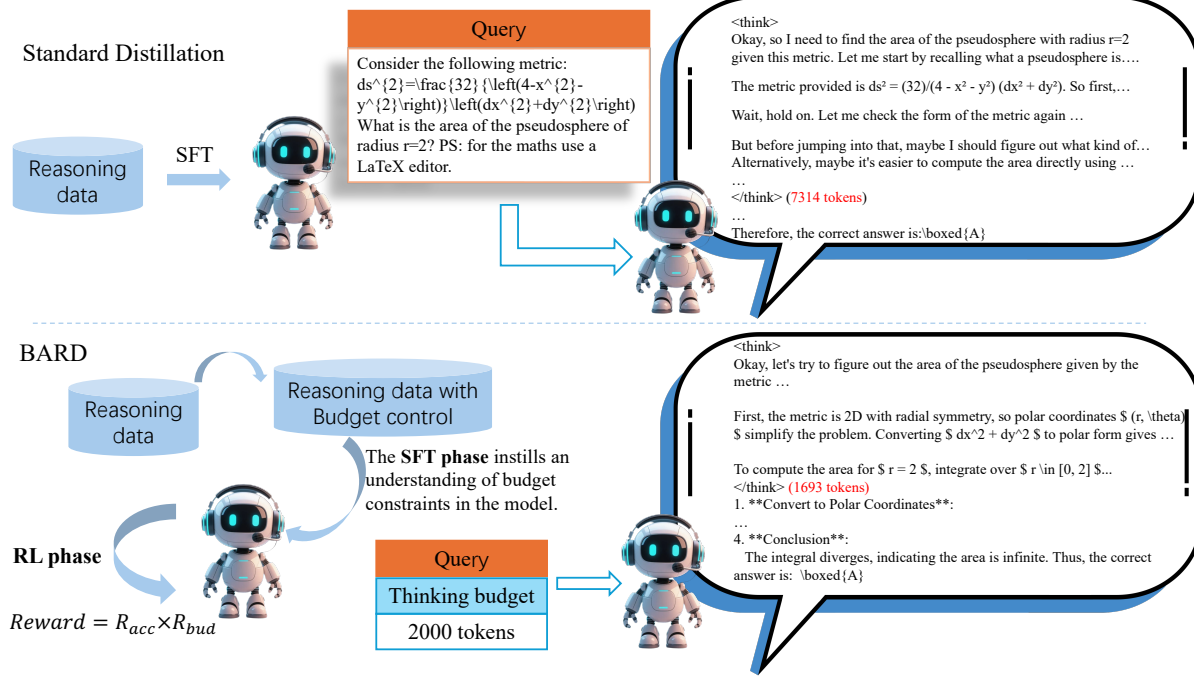 Standard Distillation
Reasoning
data
SFT
Query
Consider the following metric:
ds^{2}=\frac{32}{\left(4-x^{2}-
y^{2}\right)}\left(dx^{2}+dy^{2}\right)
What is the area of the pseudosphere of
radius r=2? PS: for the maths use a
LaTeX editor.
<think>
Okay, so I need to find the area of the pseudosphere with radius r=2
given this metric. Let me start by recalling what a pseudosphere is….
The metric provided is ds² = (32)/(4 - x² - y²) (dx² + dy²). So first,…
Wait, hold on. Let me check the form of the metric again …
But before jumping into that, maybe I should figure out what kind of…
Alternatively, maybe it's easier to compute the area directly using …
…
</think> (7314 tokens)
…
Therefore, the correct answer is:\boxed{A}
BARD
Reasoning
data
Reasoning data with
Budget control
The SFT phase instills an
understanding of budget
constraints in the model.
RL phase
Reward = R_acc×R_bud
Query
Thinking budget
2000 tokens
<think>
Okay, let's try to figure out the area of the pseudosphere given by the
metric …
First, the metric is 2D with radial symmetry, so polar coordinates $ (r, \theta)
$ simplify the problem. Converting $ dx^2 + dy^2 $ to polar form gives …
To compute the area for $ r = 2 $, integrate over $ r \in [0, 2] $...
</think> (1693 tokens)
1. **Convert to Polar Coordinates**:
…
4. **Conclusion**:
The integral diverges, indicating the area is infinite. Thus, the correct
answer is: \boxed{A}